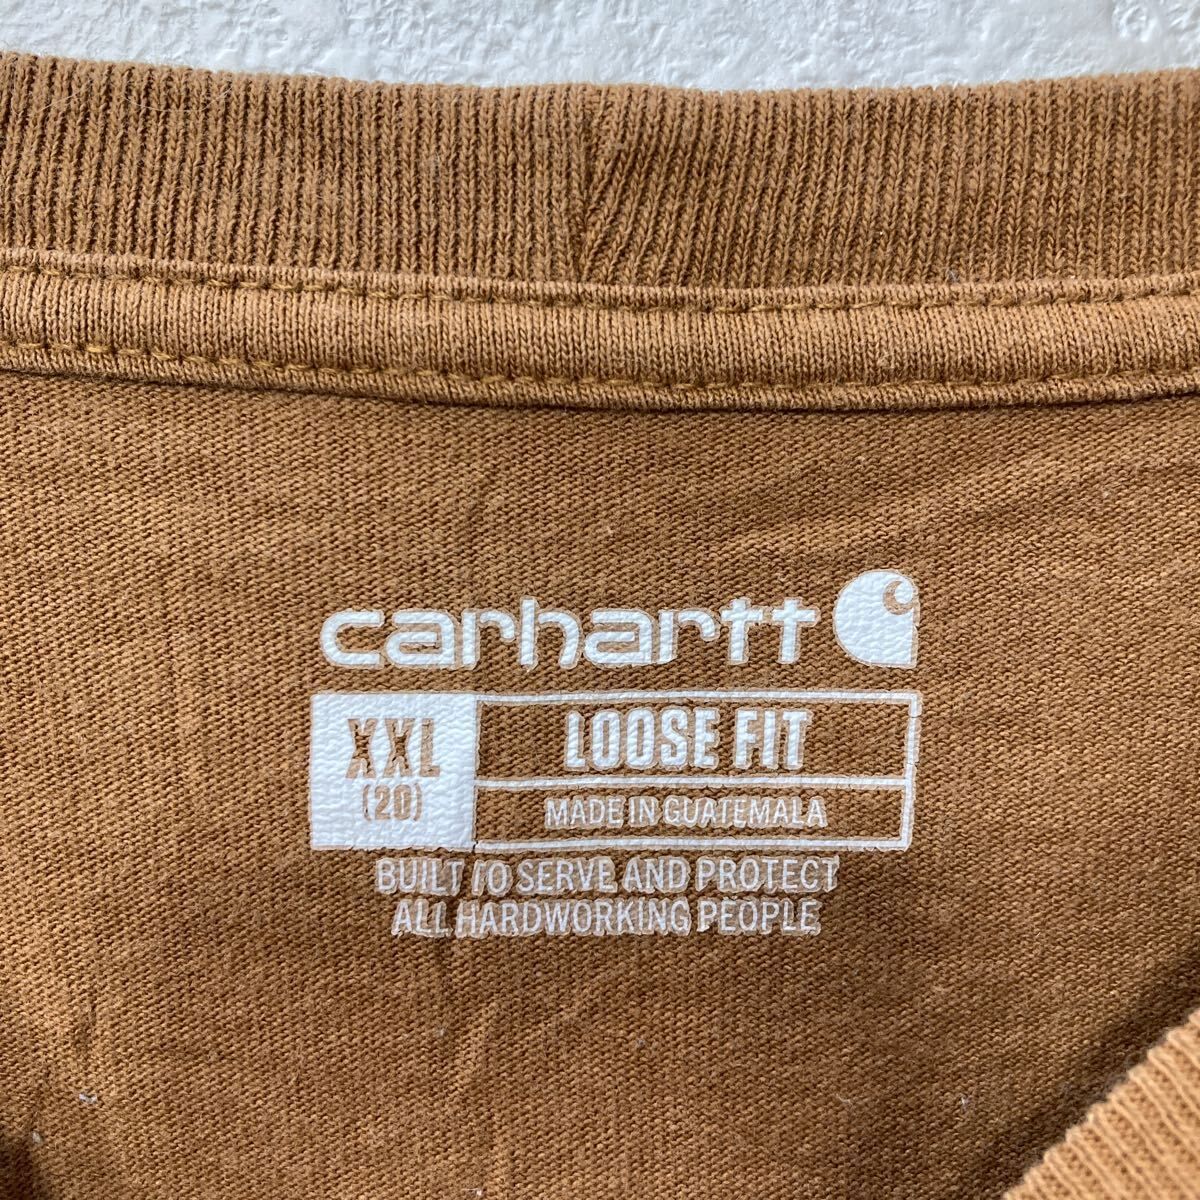 carhartt
XXL
(20)
LOOSE FIT
MADE IN GUATEMALA
BUILT TO SERVE AND PROTECT
ALL HARDWORKING PEOPLE